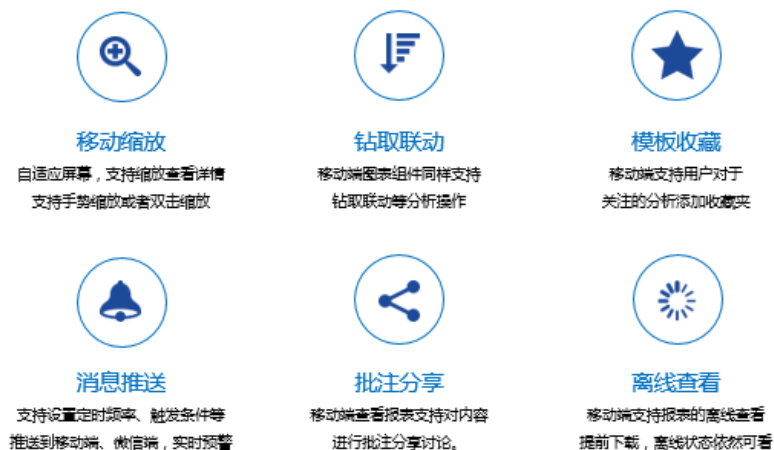 移动缩放
自适应屏幕，支持缩放查看详情
支持手势缩放或者双击缩放
钻取联动
移动端图表组件同样支持
钻取联动等分析操作
模板收藏
移动端支持用户对于
关注的分析添加收藏夹
消息推送
支持设置定时频率、触发条件等
推送到移动端、微信端，实时预警
批注分享
移动端查看报表支持对内容
进行批注分享讨论。
离线查看
移动端支持报表的离线查看
提前下载，离线状态依然可看